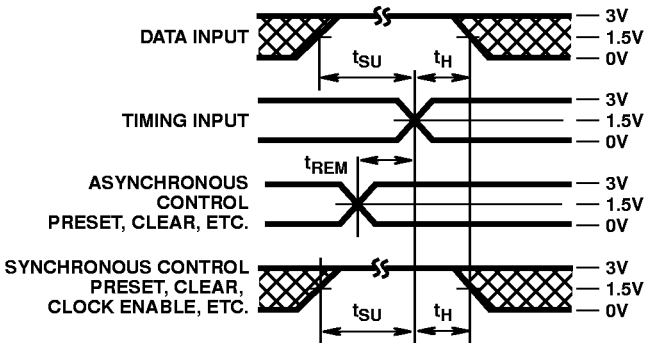 DATA INPUT
3V
1.5V
0V
tSU
tH
TIMING INPUT
3V
1.5V
0V
tREM
ASYNCHRONOUS
CONTROL
PRESET, CLEAR, ETC.
3V
1.5V
0V
SYNCHRONOUS CONTROL
PRESET, CLEAR,
CLOCK ENABLE, ETC.
3V
1.5V
0V
tSU
tH